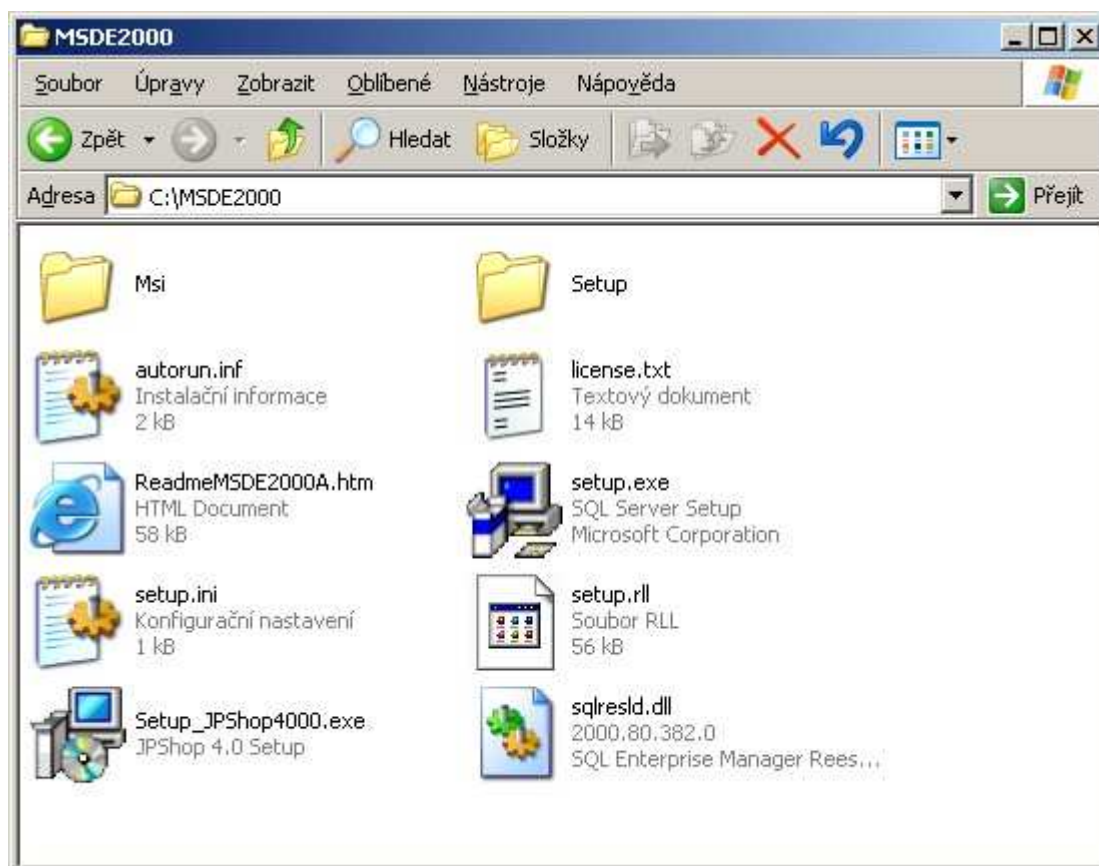 MSDE2000
Soubor Úpravy Zobrazit Oblíbené Nástroje Nápověda
Zpět Hledat Složky
Adresa C:\MSDE2000 Přejít
Msi
Setup
autorun.inf
Instalační informace
2 kB
license.txt
Textový dokument
14 kB
ReadmeMSDE2000A.htm
HTML Document
58 kB
setup.exe
SQL Server Setup
Microsoft Corporation
setup.ini
Konfigurační nastavení
1 kB
setup.rll
Soubor RLL
56 kB
Setup_JPShop4000.exe
JPShop 4.0 Setup
sqlresld.dll
2000.80.382.0
SQL Enterprise Manager Rees...